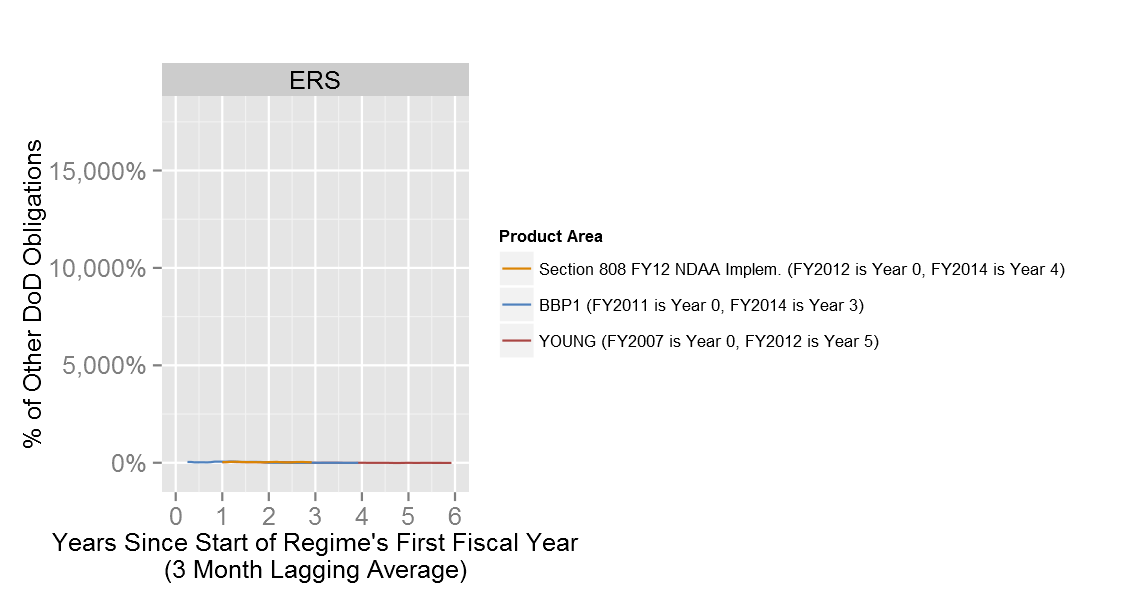 ERS
% of Other DoD Obligations
15,000%
10,000%
5,000%
0%
0 1 2 3 4 5 6
Years Since Start of Regime's First Fiscal Year
(3 Month Lagging Average)
Product Area
Section 808 FY12 NDAA Implem. (FY2012 is Year 0, FY2014 is Year 4)
BBP1 (FY2011 is Year 0, FY2014 is Year 3)
YOUNG (FY2007 is Year 0, FY2012 is Year 5)